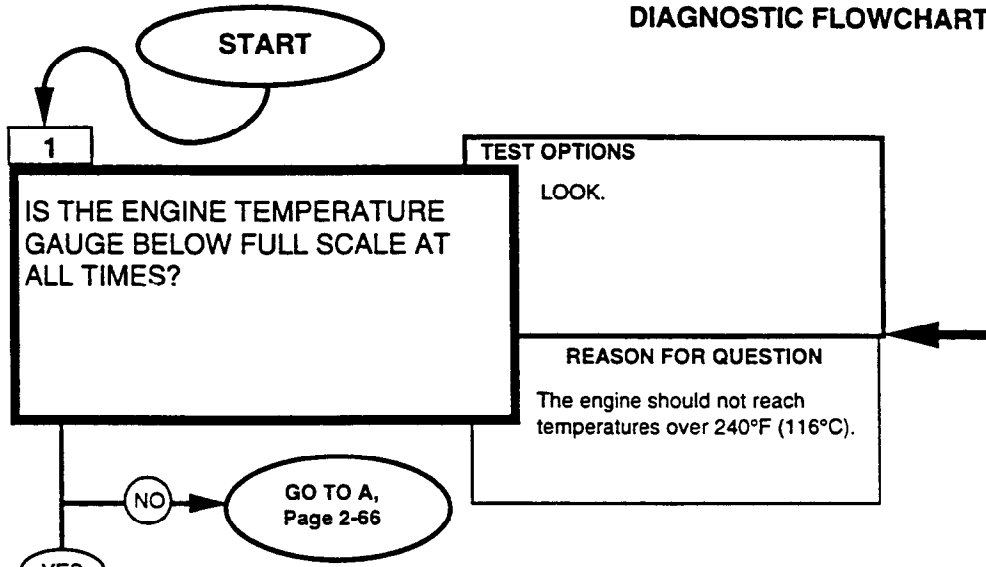 DIAGNOSTIC FLOWCHART
START
1
IS THE ENGINE TEMPERATURE
GAUGE BELOW FULL SCALE AT
ALL TIMES?
TEST OPTIONS
LOOK.
REASON FOR QUESTION
The engine should not reach
temperatures over 240°F (116°C).
NO
GO TO A,
Page 2-66
YES